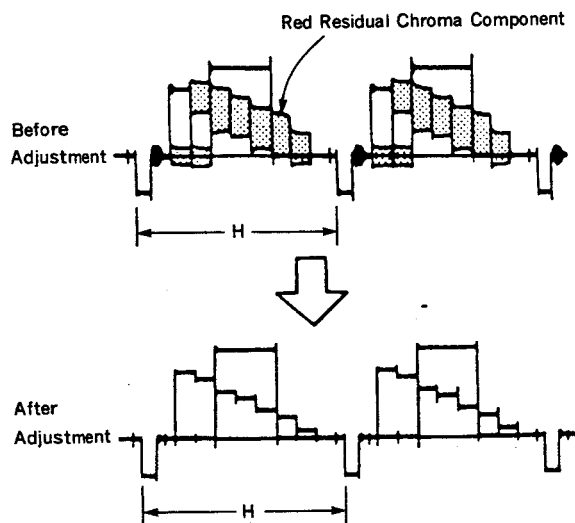 Red Residual Chroma Component
Before
Adjustment
H
After
Adjustment
H